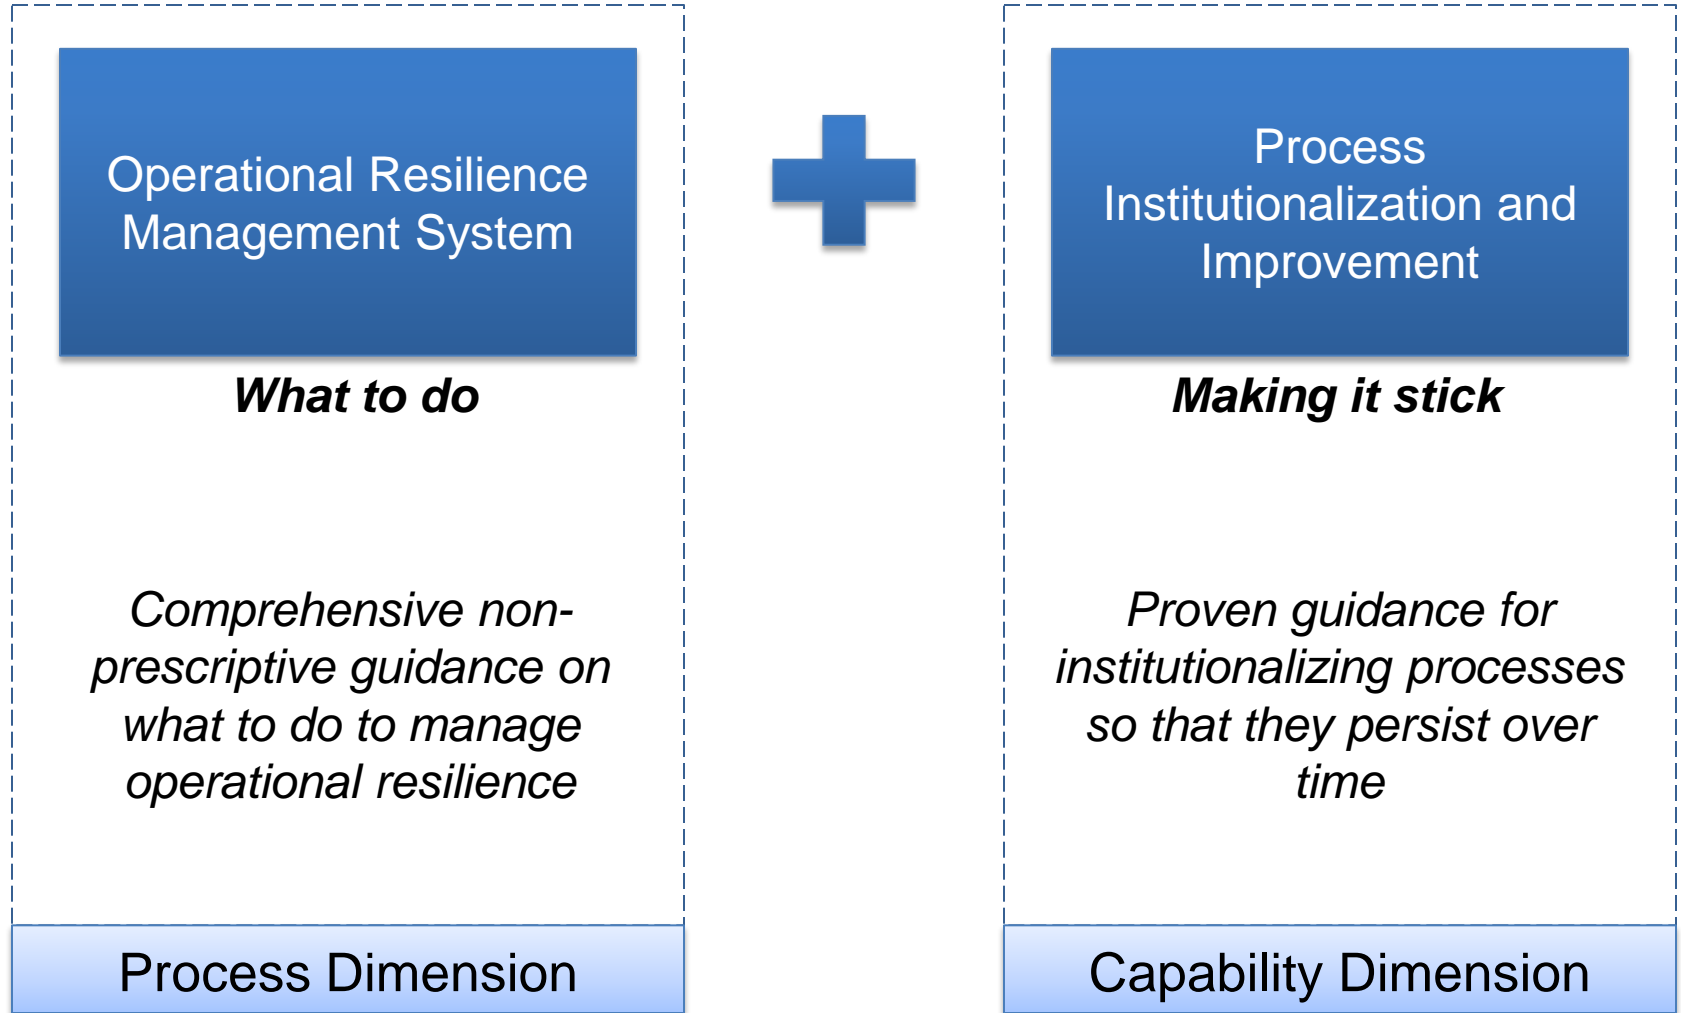 Operational Resilience
Management System
What to do
Comprehensive non-
prescriptive guidance on
what to do to manage
operational resilience
Process Dimension
Process
Institutionalization and
Improvement
Making it stick
Proven guidance for
institutionalizing processes
so that they persist over
time
Capability Dimension